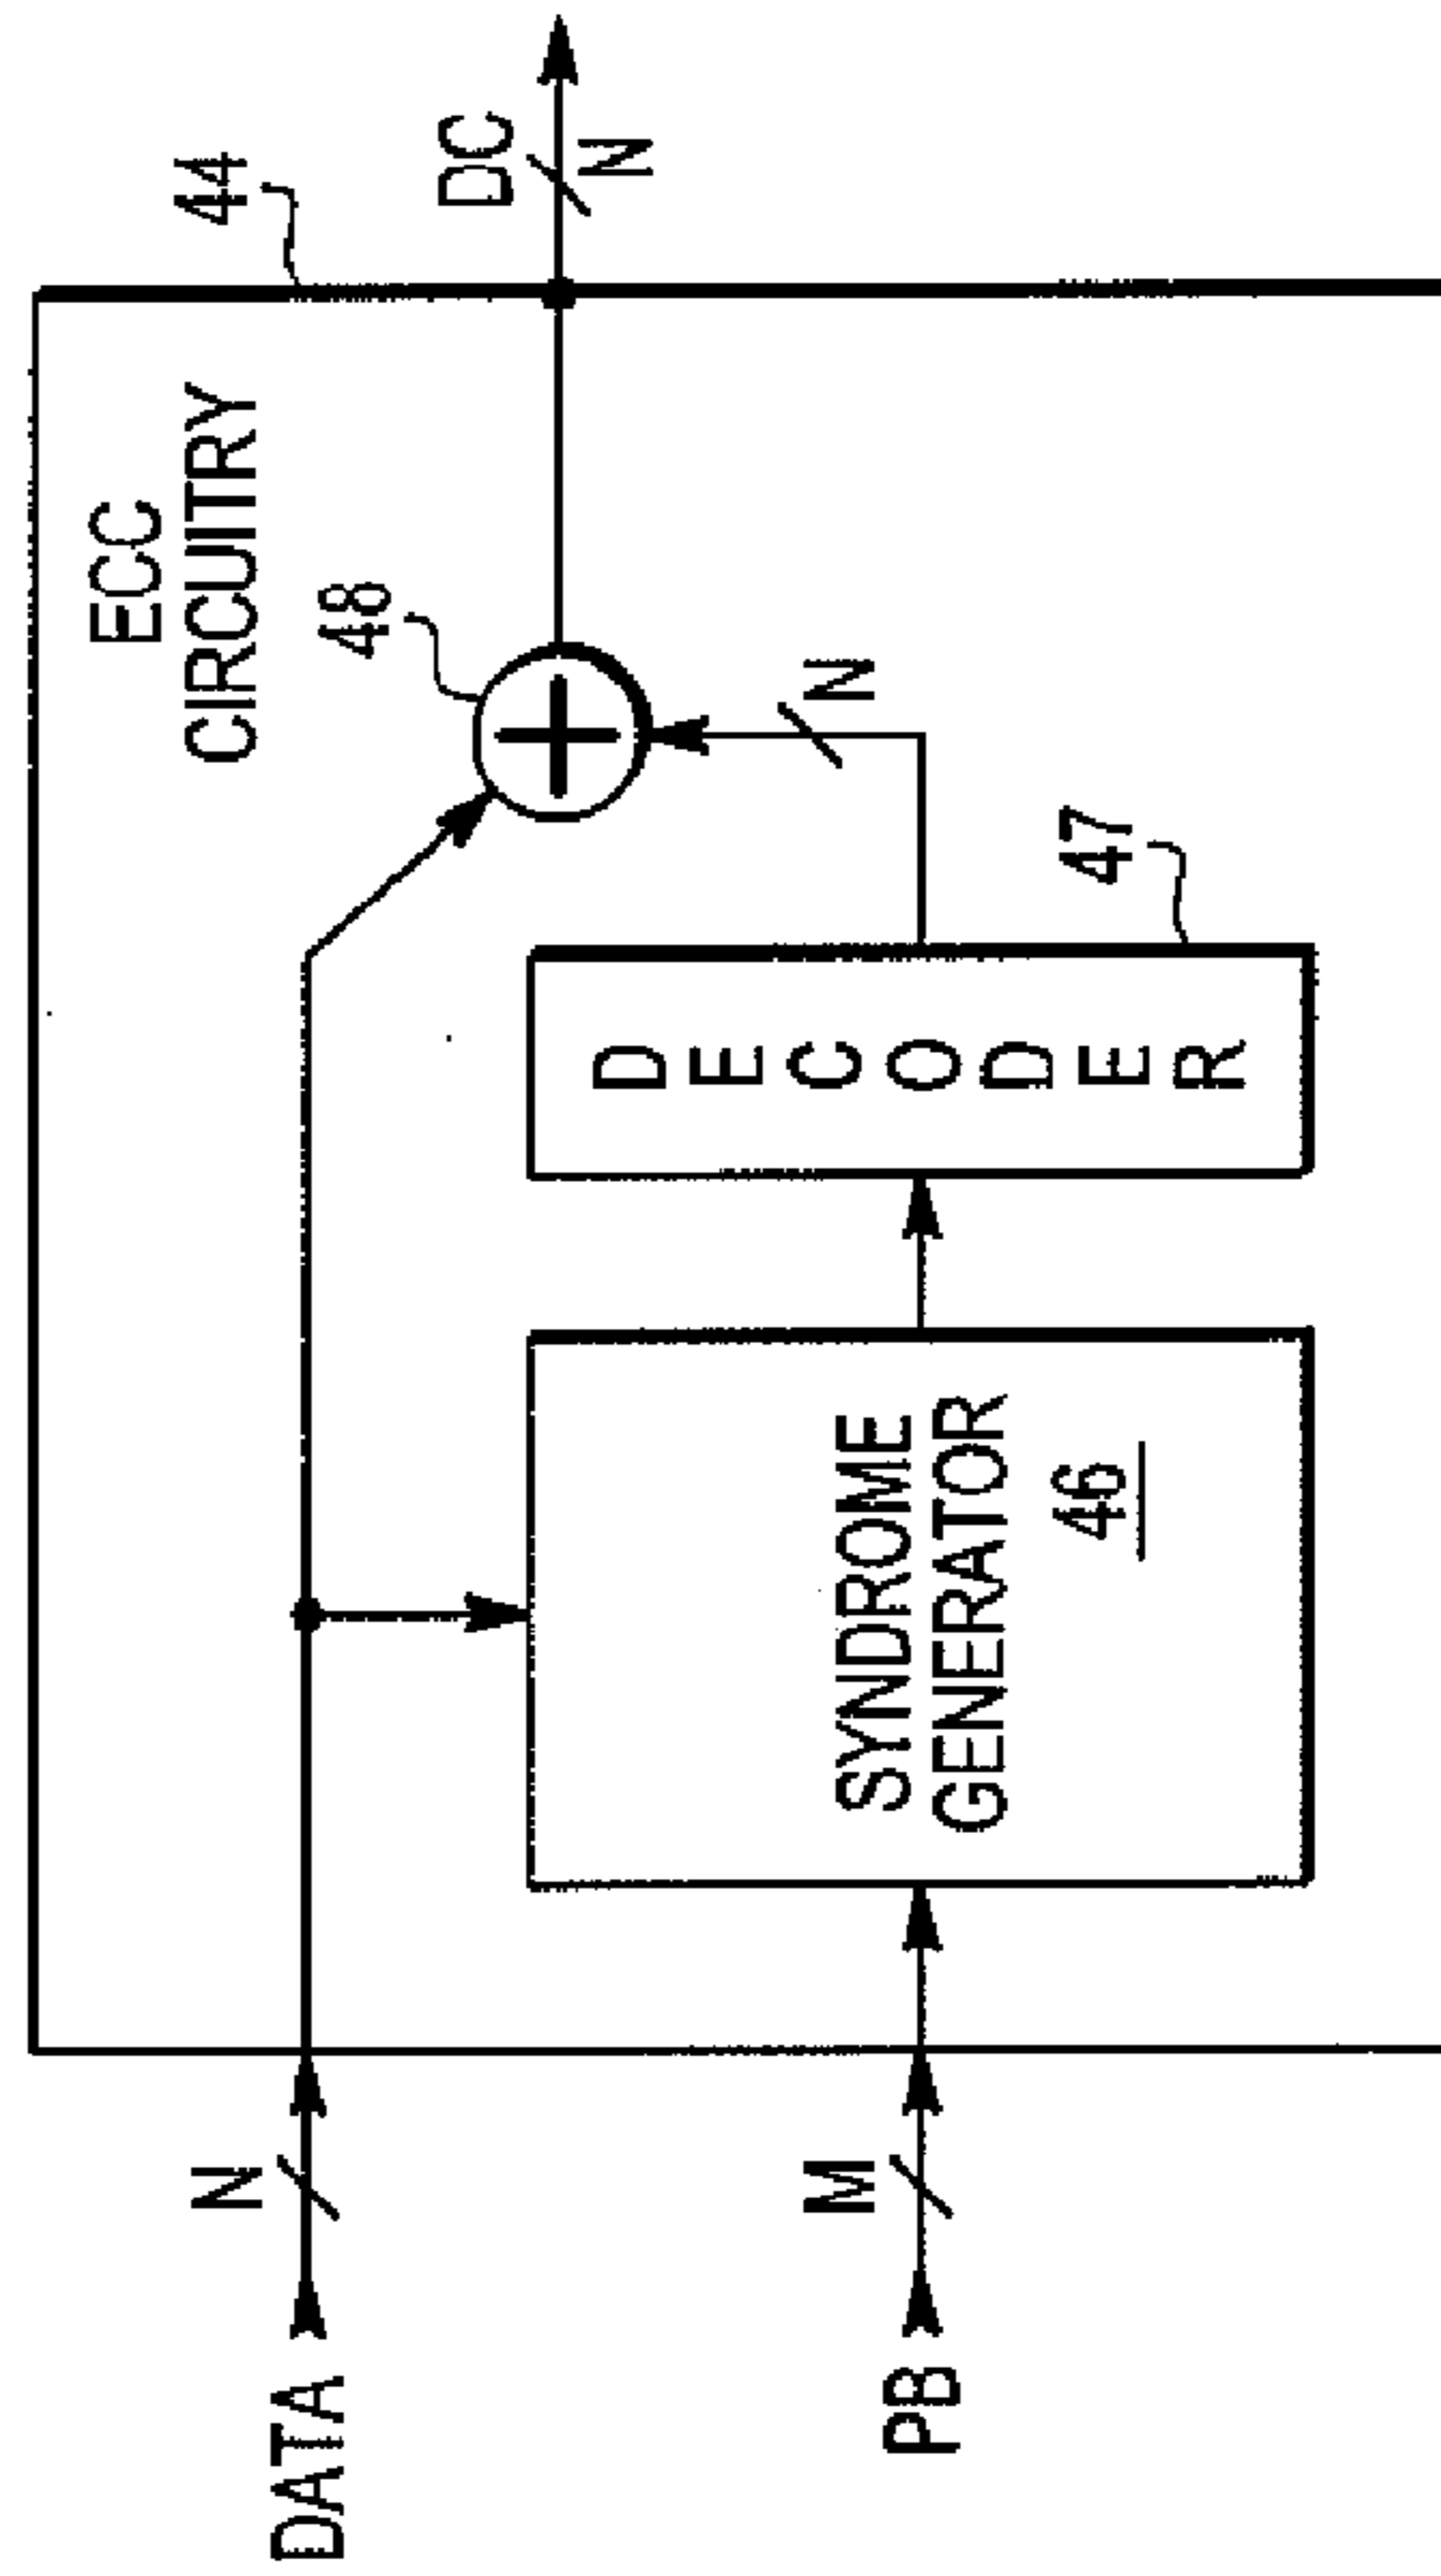 ECC
CIRCUITRY
44
DATA
N
48
DC
N
N
PB
M
SYNDROME
GENERATOR
46
DECODER
47